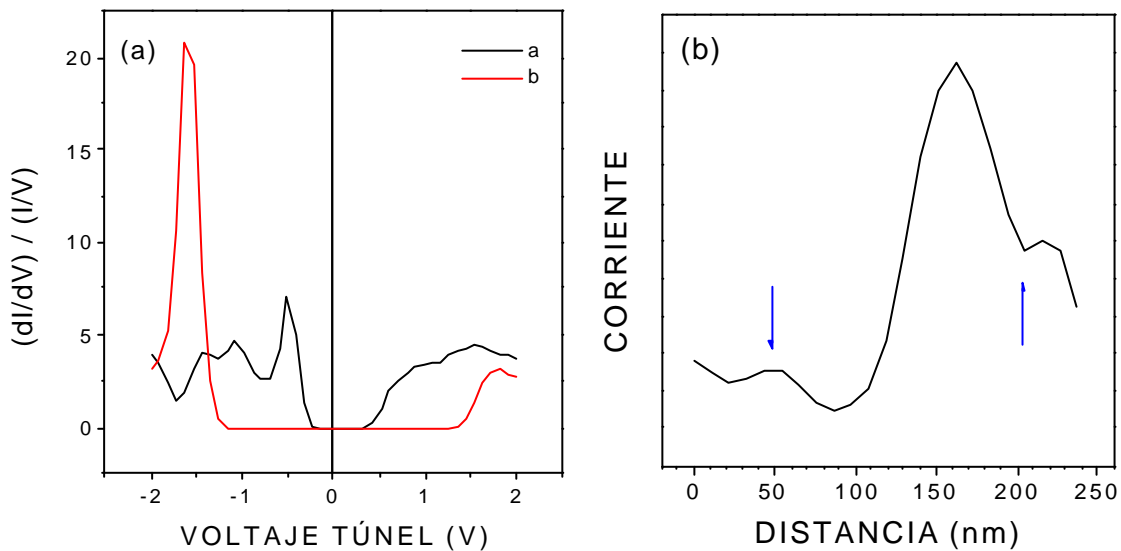 (a)
a
b
20
15
10
5
0
(dI/dV) / (I/V)
-2 -1 0 1 2
VOLTAJE TÚNEL (V)
(b)
CORRIENTE
0 50 100 150 200 250
DISTANCIA (nm)